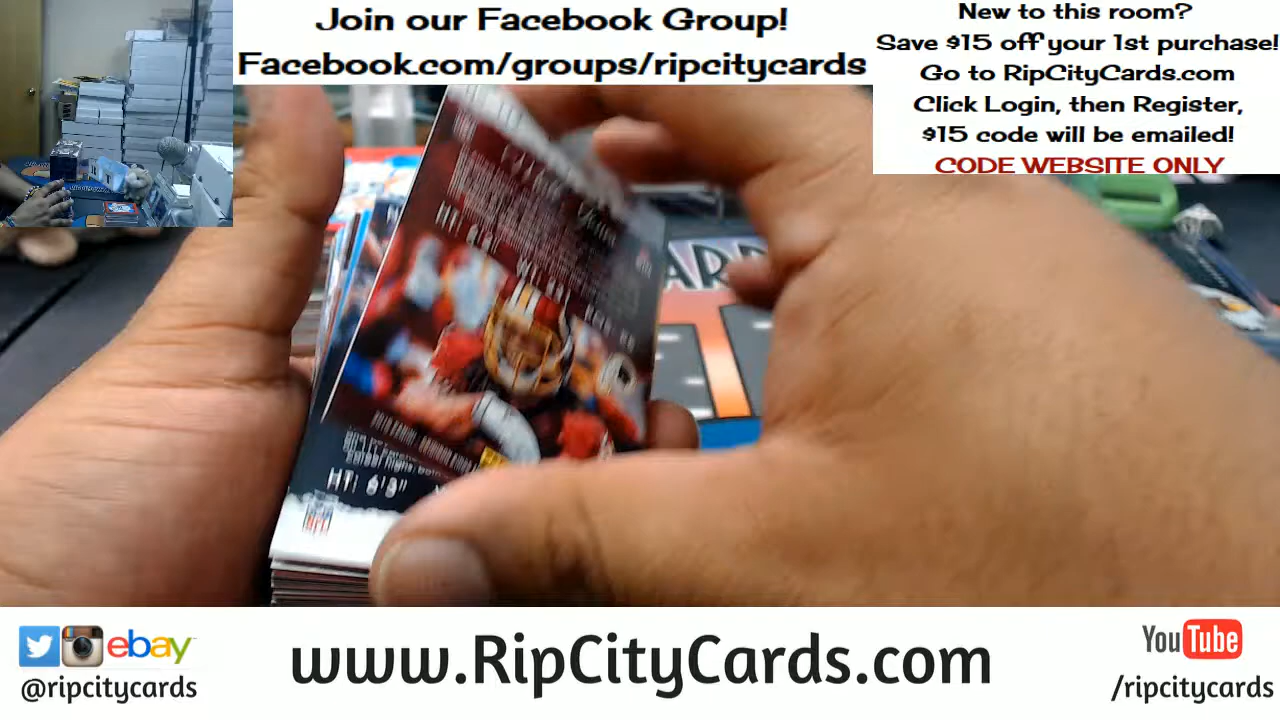 Join our Facebook Group!
Facebook.com/groups/ripcitycards
New to this room?
Save $15 off your 1st purchase!
Go to RipCityCards.com
Click Login, then Register,
$15 code will be emailed!
CODE WEBSITE ONLY
HT: 6'3"
NFL
ebay
@ripcitycards
www.RipCityCards.com
YouTube
/ripcitycards